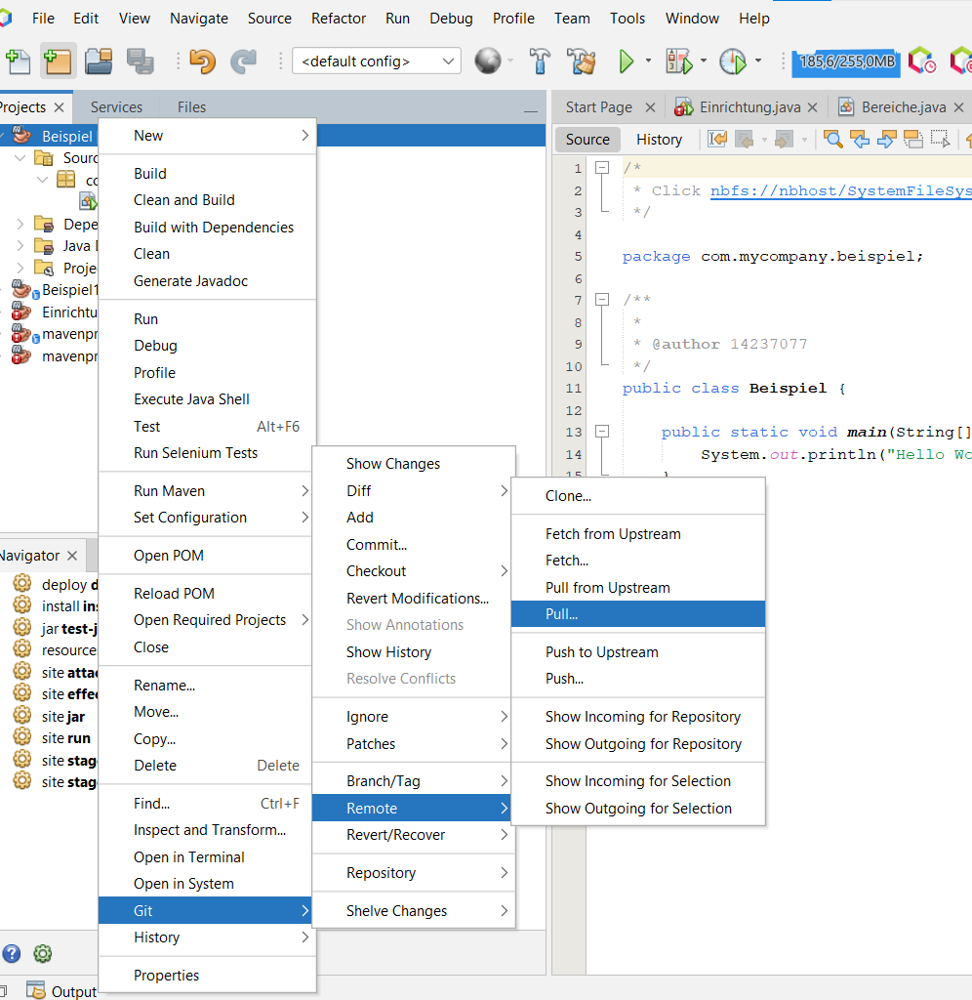 File Edit View Navigate Source Refactor Run Debug Profile Team Tools Window Help
<default config>
185,6/255,0MB
Projects Services Files
Start Page Einrichtung.java Bereiche.java
Source History
Beispiel
Sourc
co
Depe
Java D
Proje
Beispiel1
Einrichtu
mavenpr
mavenpr
New
Build
Clean and Build
Build with Dependencies
Clean
Generate Javadoc
Run
Debug
Profile
Execute Java Shell
Test Alt+F6
Run Selenium Tests
Run Maven
Set Configuration
Open POM
Reload POM
Open Required Projects
Close
Rename...
Move...
Copy...
Delete Delete
Find... Ctrl+F
Inspect and Transform...
Open in Terminal
Open in System
Git
History
Properties
Show Changes
Diff
Add
Commit...
Checkout
Revert Modifications...
Show Annotations
Show History
Resolve Conflicts
Ignore
Patches
Branch/Tag
Remote
Revert/Recover
Repository
Shelve Changes
Clone...
Fetch from Upstream
Fetch...
Pull from Upstream
Pull...
Push to Upstream
Push...
Show Incoming for Repository
Show Outgoing for Repository
Show Incoming for Selection
Show Outgoing for Selection
1 /*
2 * Click nbfs://nbhost/SystemFileSys
3 */
4
5 package com.mycompany.beispiel;
6
7 /**
8 *
9 * @author 14237077
10 */
11 public class Beispiel {
12
13 public static void main(String[]
14 System.out.println("Hello Wo
15 }
Navigator
deploy d
install ins
jar test-j
resource
site attac
site effec
site jar
site run
site stag
site stag
Output